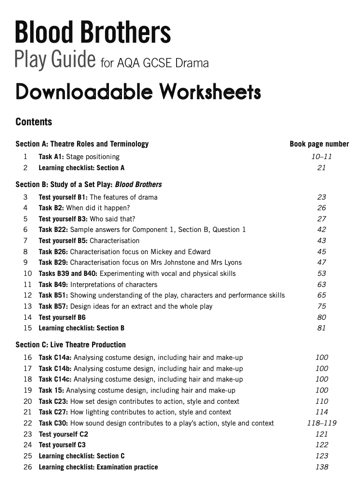 Blood Brothers
Play Guide for AQA GCSE Drama
Downloadable Worksheets
Contents
Section A: Theatre Roles and Terminology Book page number
1 Task A1: Stage positioning 10–11
2 Learning checklist: Section A 21
Section B: Study of a Set Play: Blood Brothers
3 Test yourself B1: The features of drama 23
4 Task B2: When did it happen? 26
5 Test yourself B3: Who said that? 27
6 Task B22: Sample answers for Component 1, Section B, Question 1 42
7 Test yourself B5: Characterisation 43
8 Task B26: Characterisation focus on Mickey and Edward 45
9 Task B29: Characterisation focus on Mrs Johnstone and Mrs Lyons 47
10 Tasks B39 and B40: Experimenting with vocal and physical skills 53
11 Task B49: Interpretations of characters 63
12 Task B51: Showing understanding of the play, characters and performance skills 65
13 Task B57: Design ideas for an extract and the whole play 75
14 Test yourself B6 80
15 Learning checklist: Section B 81
Section C: Live Theatre Production
16 Task C14a: Analysing costume design, including hair and make-up 100
17 Task C14b: Analysing costume design, including hair and make-up 100
18 Task C14c: Analysing costume design, including hair and make-up 100
19 Task 15: Analysing costume design, including hair and make-up 100
20 Task C23: How set design contributes to action, style and context 110
21 Task C27: How lighting contributes to action, style and context 114
22 Task C30: How sound design contributes to a play's action, style and context 118–119
23 Test yourself C2 121
24 Test yourself C3 122
25 Learning checklist: Section C 123
26 Learning checklist: Examination practice 138